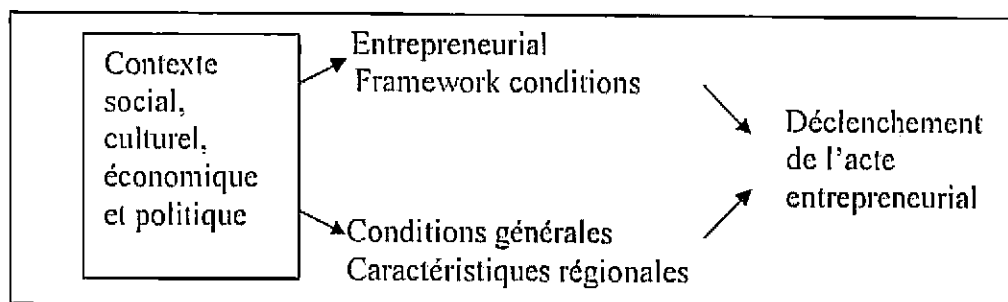 Contexte
social,
culturel,
économique
et politique
Entrepreneurial
Framework conditions
Conditions générales
Caractéristiques régionales
Déclenchement
de l'acte
entrepreneurial